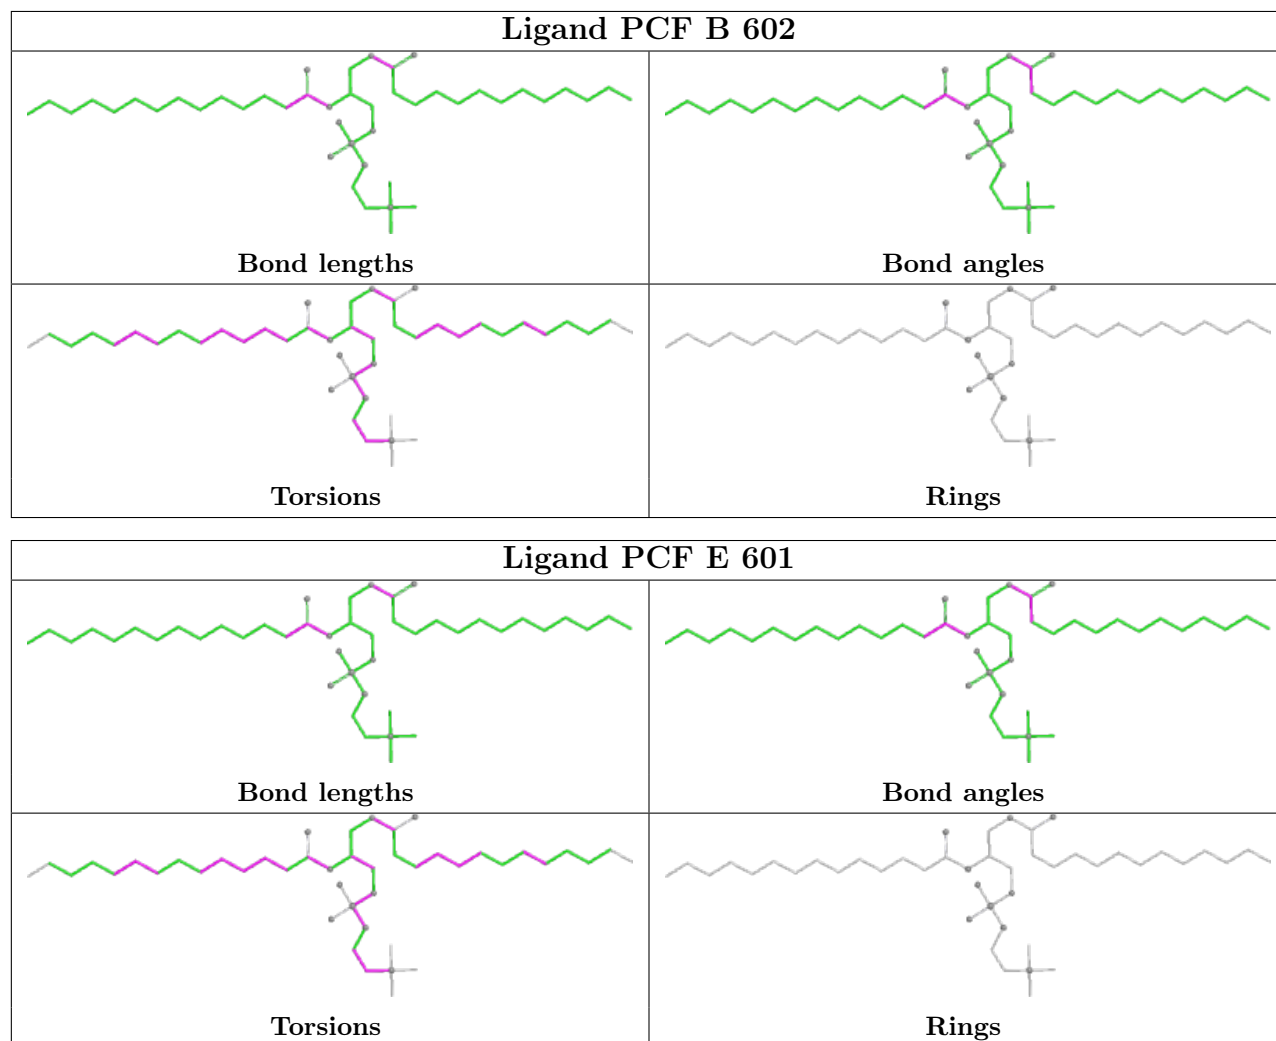 Ligand PCF B 602
Bond lengths
Bond angles
Torsions
Rings
Ligand PCF E 601
Bond lengths
Bond angles
Torsions
Rings